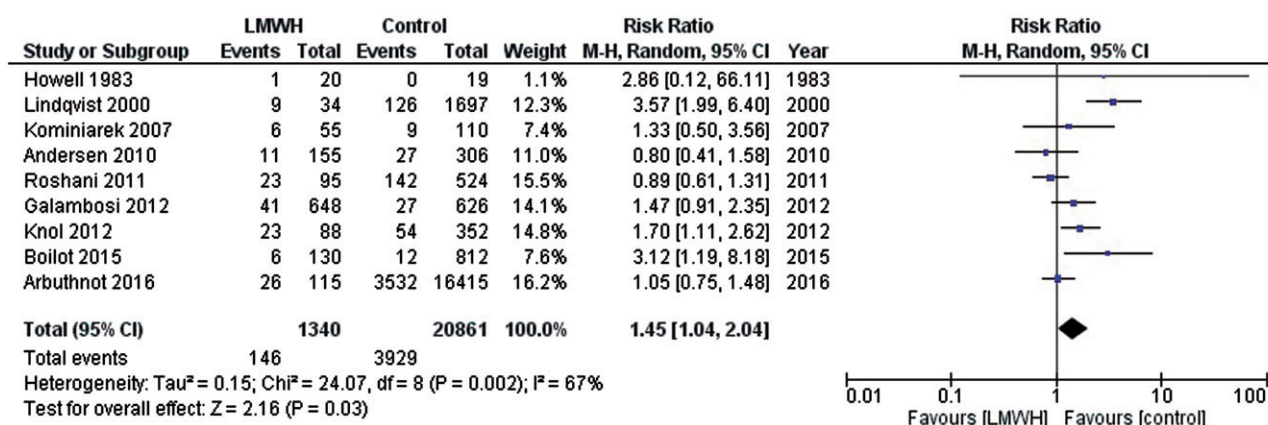 LMWH Control Risk Ratio Risk Ratio
Study or Subgroup Events Total Events Total Weight M-H, Random, 95% CI Year M-H, Random, 95% CI
Howell 1983 1 20 0 19 1.1% 2.86 [0.12, 66.11] 1983
Lindqvist 2000 9 34 126 1697 12.3% 3.57 [1.99, 6.40] 2000
Kominiarek 2007 6 55 9 110 7.4% 1.33 [0.50, 3.56] 2007
Andersen 2010 11 155 27 306 11.0% 0.80 [0.41, 1.58] 2010
Roshani 2011 23 95 142 524 15.5% 0.89 [0.61, 1.31] 2011
Galambosi 2012 41 648 27 626 14.1% 1.47 [0.91, 2.35] 2012
Knol 2012 23 88 54 352 14.8% 1.70 [1.11, 2.62] 2012
Boilot 2015 6 130 12 812 7.6% 3.12 [1.19, 8.18] 2015
Arbuthnot 2016 26 115 3532 16415 16.2% 1.05 [0.75, 1.48] 2016
Total (95% CI) 1340 20861 100.0% 1.45 [1.04, 2.04]
Total events 146 3929
Heterogeneity: Tau² = 0.15; Chi² = 24.07, df = 8 (P = 0.002); I² = 67%
Test for overall effect: Z = 2.16 (P = 0.03)
0.01 0.1 1 10 100
Favours [LMWH] Favours [control]